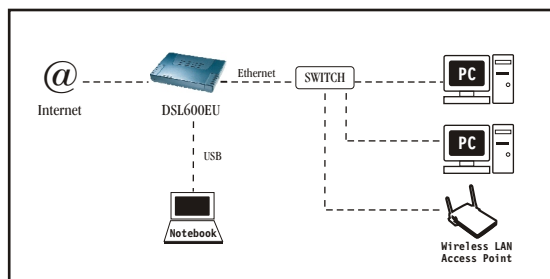 @
Internet
DSL600EU
Ethernet
SWITCH
PC
PC
USB
Notebook
Wireless LAN
Access Point